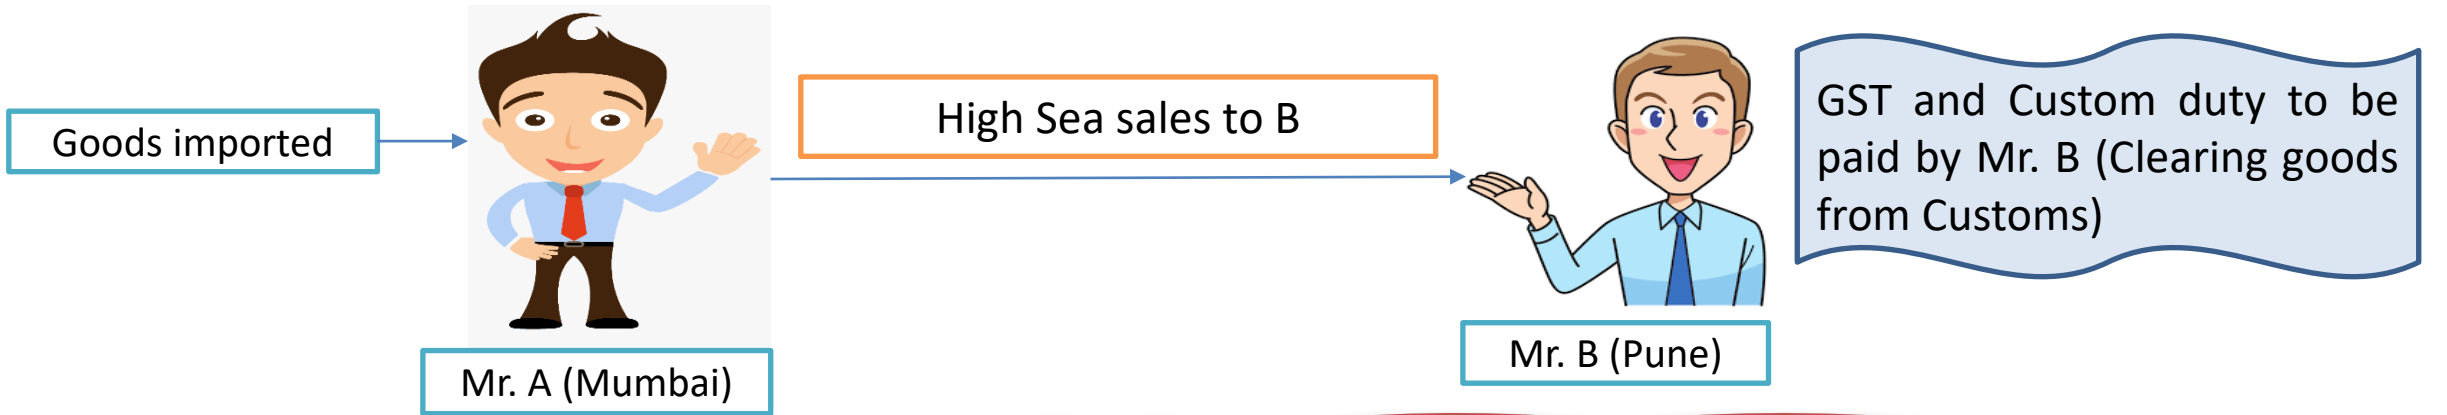 Goods imported
High Sea sales to B
GST and Custom duty to be
paid by Mr. B (Clearing goods
from Customs)
Mr. A (Mumbai)
Mr. B (Pune)